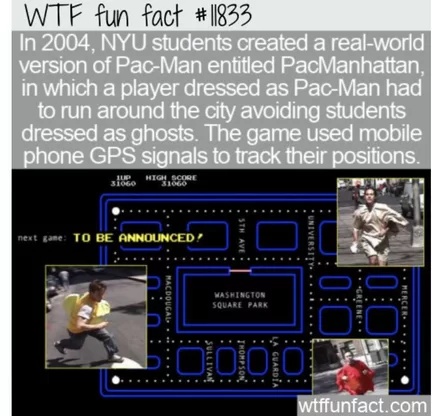 WTF fun fact #11833
In 2004, NYU students created a real-world
version of Pac-Man entitled PacManhattan,
in which a player dressed as Pac-Man had
to run around the city avoiding students
dressed as ghosts. The game used mobile
phone GPS signals to track their positions.
1UP HIGH SCORE
31060 31060
next game: TO BE ANNOUNCED!
5TH AVE
UNIVERSITY
MACDOUGAL
WASHINGTON
SQUARE PARK
GREENE
MERCER
SULLIVAN
THOMPSON
LA GUARDIA
wtffunfact.com